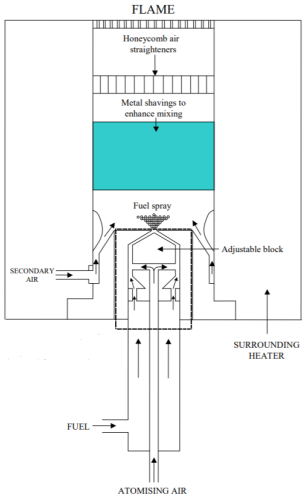 FLAME
Honeycomb air
straighteners
Metal shavings to
enhance mixing
Fuel spray
Adjustable block
SECONDARY
AIR
SURROUNDING
HEATER
FUEL
ATOMISING AIR